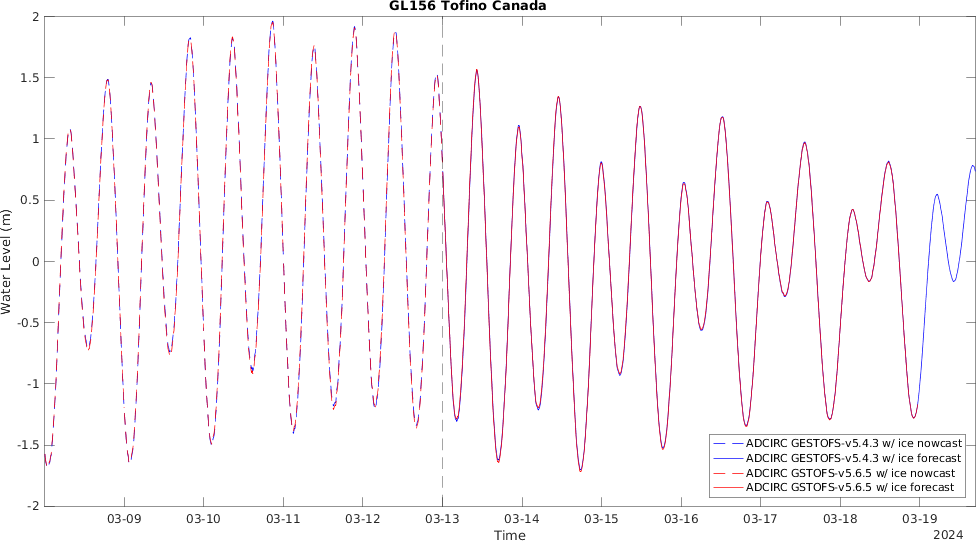 GL156 Tofino Canada
2
1.5
1
0.5
0
-0.5
-1
-1.5
-2
Water Level (m)
03-09 03-10 03-11 03-12 03-13 03-14 03-15 03-16 03-17 03-18 03-19
Time
2024
ADCIRC GESTOFS-v5.4.3 w/ ice nowcast
ADCIRC GESTOFS-v5.4.3 w/ ice forecast
ADCIRC GSTOFS-v5.6.5 w/ ice nowcast
ADCIRC GSTOFS-v5.6.5 w/ ice forecast